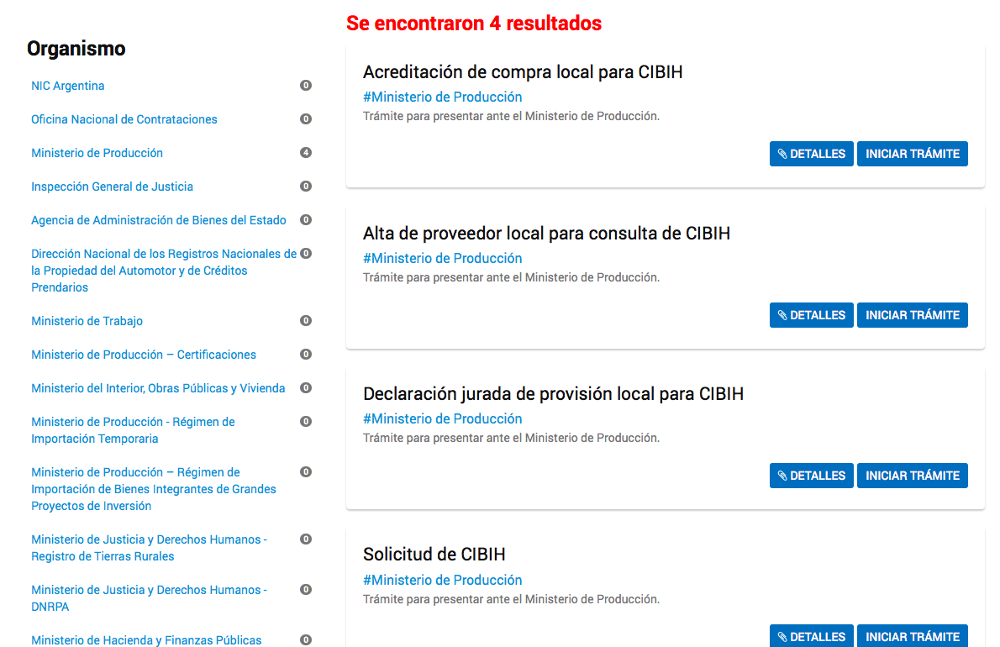 Organismo
NIC Argentina 0
Oficina Nacional de Contrataciones 0
Ministerio de Producción 4
Inspección General de Justicia 0
Agencia de Administración de Bienes del Estado 0
Dirección Nacional de los Registros Nacionales de 0
la Propiedad del Automotor y de Créditos
Prendarios
Ministerio de Trabajo 0
Ministerio de Producción – Certificaciones 0
Ministerio del Interior, Obras Públicas y Vivienda 0
Ministerio de Producción - Régimen de 0
Importación Temporaria
Ministerio de Producción – Régimen de 0
Importación de Bienes Integrantes de Grandes
Proyectos de Inversión
Ministerio de Justicia y Derechos Humanos - 0
Registro de Tierras Rurales
Ministerio de Justicia y Derechos Humanos - 0
DNRPA
Ministerio de Hacienda y Finanzas Públicas 0
Se encontraron 4 resultados
Acreditación de compra local para CIBIH
#Ministerio de Producción
Trámite para presentar ante el Ministerio de Producción.
DETALLES INICIAR TRÁMITE
Alta de proveedor local para consulta de CIBIH
#Ministerio de Producción
Trámite para presentar ante el Ministerio de Producción.
DETALLES INICIAR TRÁMITE
Declaración jurada de provisión local para CIBIH
#Ministerio de Producción
Trámite para presentar ante el Ministerio de Producción.
DETALLES INICIAR TRÁMITE
Solicitud de CIBIH
#Ministerio de Producción
Trámite para presentar ante el Ministerio de Producción.
DETALLES INICIAR TRÁMITE